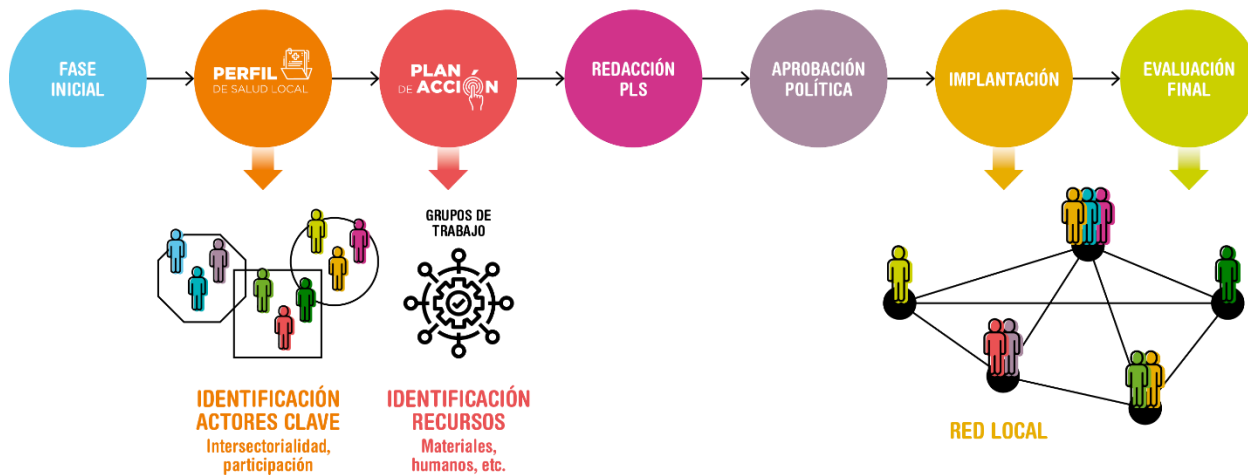 FASE
INICIAL
PERFIL
DE SALUD LOCAL
PLAN
DE ACCIÓN
REDACCIÓN
PLS
APROBACIÓN
POLÍTICA
IMPLANTACIÓN
EVALUACIÓN
FINAL
GRUPOS DE
TRABAJO
IDENTIFICACIÓN
ACTORES CLAVE
Intersectorialidad,
participación
IDENTIFICACIÓN
RECURSOS
Materiales,
humanos, etc.
RED LOCAL